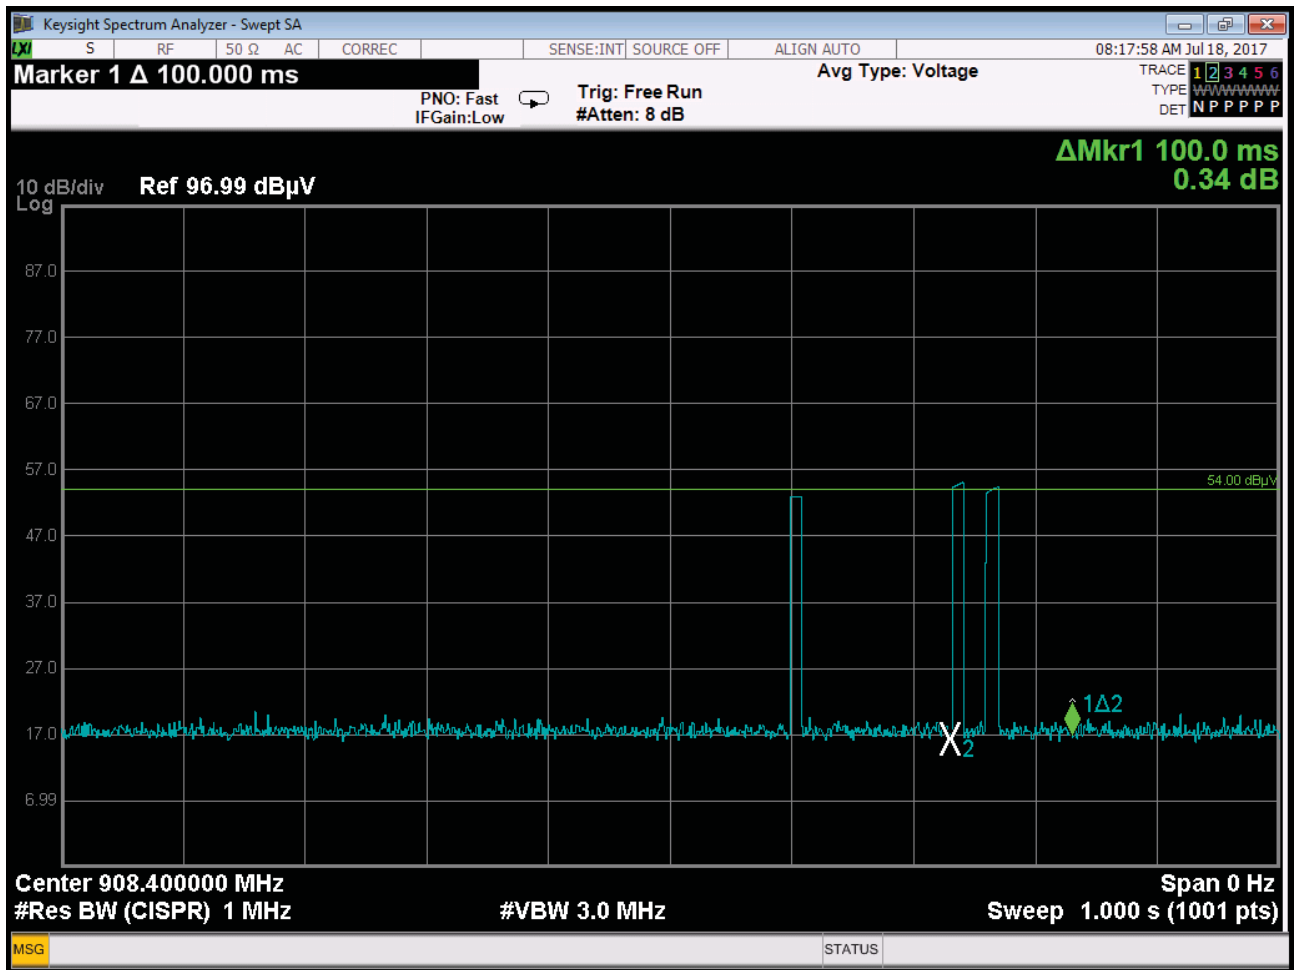 Keysight Spectrum Analyzer - Swept SA
LXI S RF 50 Ω AC CORREC SENSE:INT SOURCE OFF ALIGN AUTO 08:17:58 AM Jul 18, 2017
Marker 1 Δ 100.000 ms
Avg Type: Voltage
TRACE 1 2 3 4 5 6
PNO: Fast
Trig: Free Run
TYPE WWWWWW
IFGain:Low
#Atten: 8 dB
DET N P P P P P
ΔMkr1 100.0 ms
0.34 dB
10 dB/div
Ref 96.99 dBµV
Log
87.0
77.0
67.0
57.0
54.00 dBµV
47.0
37.0
27.0
1Δ2
17.0
2
6.99
Center 908.400000 MHz
Span 0 Hz
#Res BW (CISPR) 1 MHz
#VBW 3.0 MHz
Sweep 1.000 s (1001 pts)
MSG
STATUS